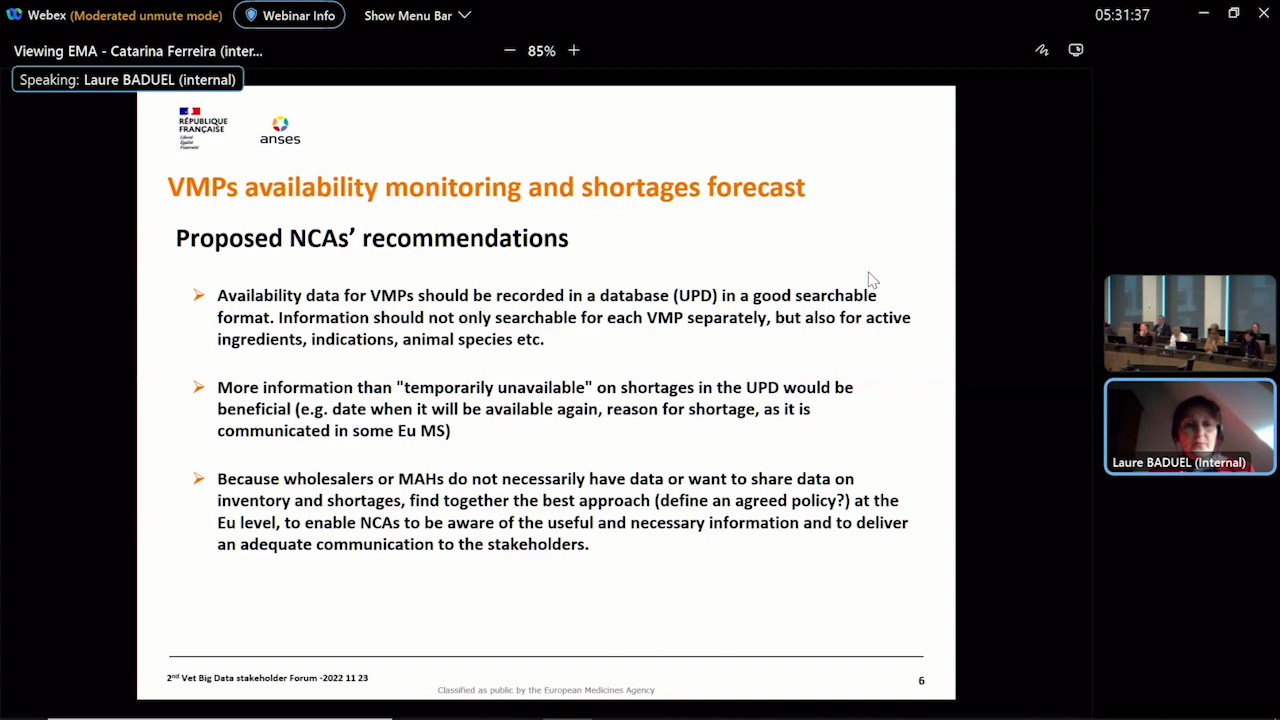 Webex (Moderated unmute mode) Webinar Info Show Menu Bar 05:31:37
Viewing EMA - Catarina Ferreira (inter... 85%
Speaking: Laure BADUEL (internal)
RÉPUBLIQUE
FRANÇAISE
Liberté
Égalité
Fraternité
anses
VMPs availability monitoring and shortages forecast
Proposed NCAs’ recommendations
Availability data for VMPs should be recorded in a database (UPD) in a good searchable
format. Information should not only searchable for each VMP separately, but also for active
ingredients, indications, animal species etc.
More information than "temporarily unavailable" on shortages in the UPD would be
beneficial (e.g. date when it will be available again, reason for shortage, as it is
communicated in some Eu MS)
Because wholesalers or MAHs do not necessarily have data or want to share data on
inventory and shortages, find together the best approach (define an agreed policy?) at the
Eu level, to enable NCAs to be aware of the useful and necessary information and to deliver
an adequate communication to the stakeholders.
2nd Vet Big Data stakeholder Forum -2022 11 23
Classified as public by the European Medicines Agency
6
Laure BADUEL (Internal)